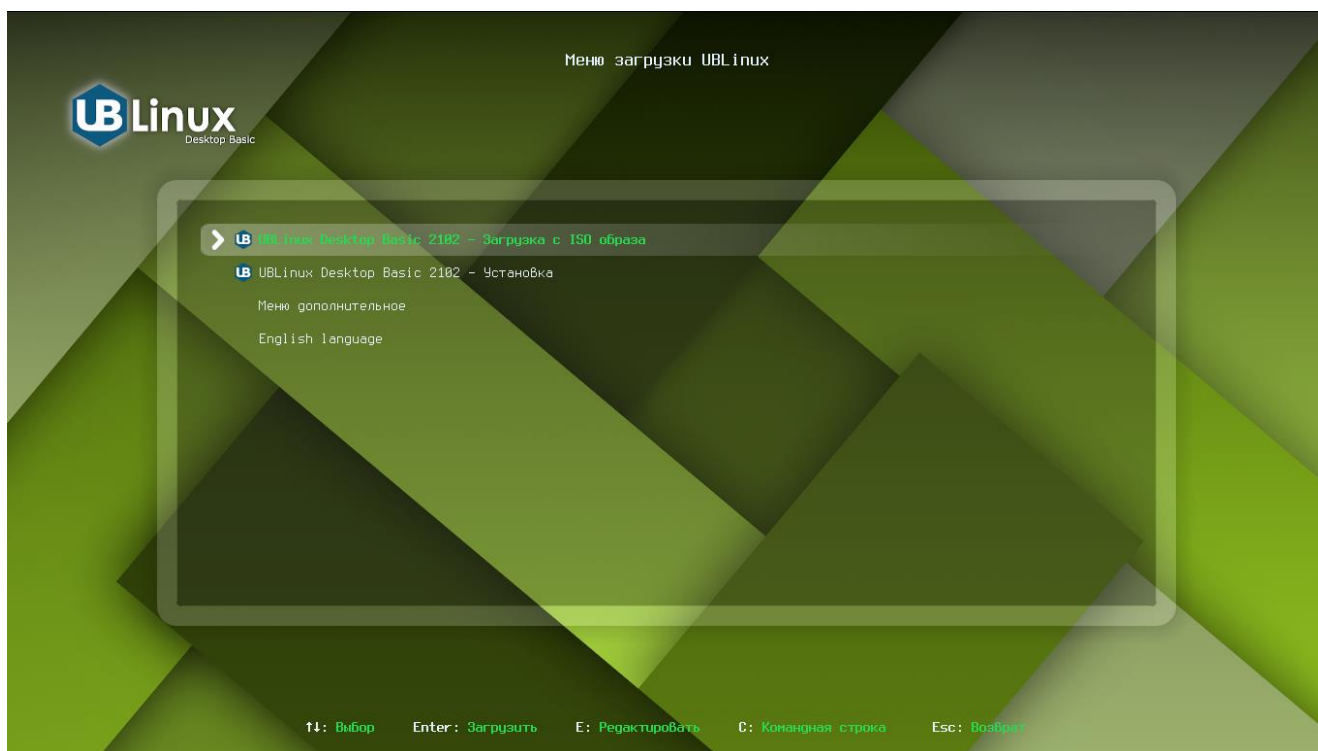 Меню загрузки UBLinux
UBLinux
Desktop Basic
UBLinux Desktop Basic 2102 - Загрузка с ISO образа
UBLinux Desktop Basic 2102 - Установка
Меню дополнительное
English language
↑↓: Выбор Enter: Загрузить E: Редактировать C: Командная строка Esc: Возврат